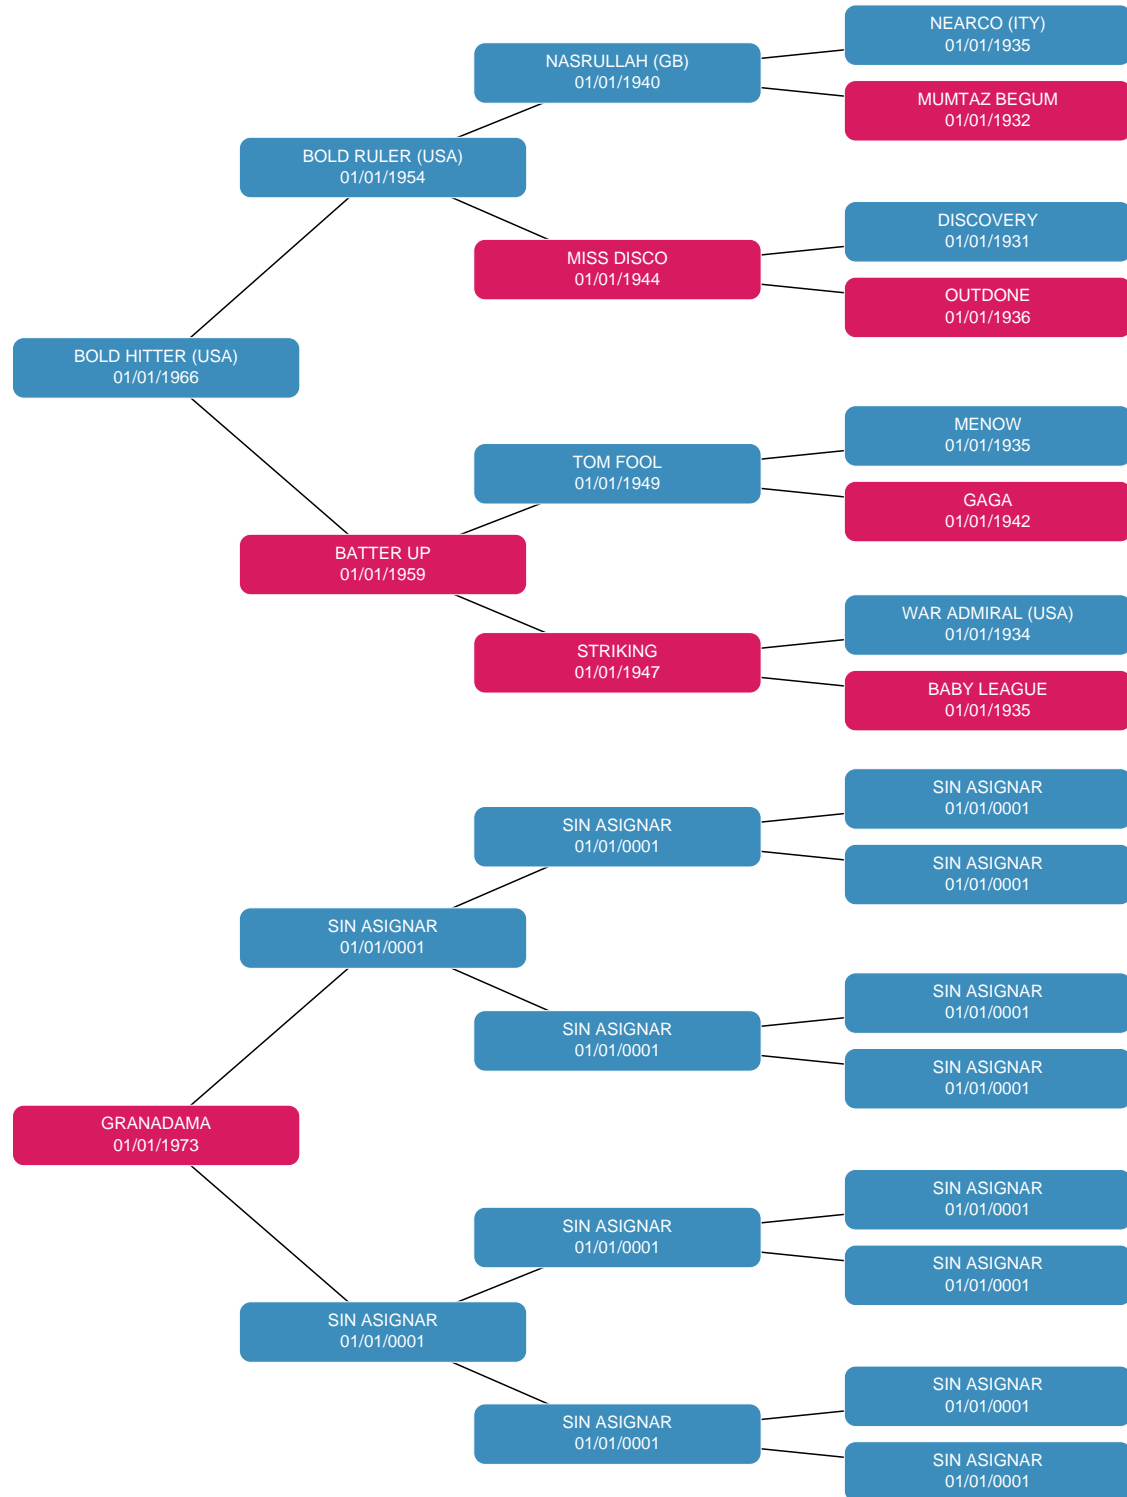 NEARCO (ITY)
01/01/1935
NASRULLAH (GB)
01/01/1940
MUMTAZ BEGUM
01/01/1932
BOLD RULER (USA)
01/01/1954
DISCOVERY
01/01/1931
MISS DISCO
01/01/1944
OUTDONE
01/01/1936
BOLD HITTER (USA)
01/01/1966
MENOW
01/01/1935
TOM FOOL
01/01/1949
GAGA
01/01/1942
BATTER UP
01/01/1959
WAR ADMIRAL (USA)
01/01/1934
STRIKING
01/01/1947
BABY LEAGUE
01/01/1935
SIN ASIGNAR
01/01/0001
SIN ASIGNAR
01/01/0001
SIN ASIGNAR
01/01/0001
SIN ASIGNAR
01/01/0001
SIN ASIGNAR
01/01/0001
SIN ASIGNAR
01/01/0001
SIN ASIGNAR
01/01/0001
GRANADAMA
01/01/1973
SIN ASIGNAR
01/01/0001
SIN ASIGNAR
01/01/0001
SIN ASIGNAR
01/01/0001
SIN ASIGNAR
01/01/0001
SIN ASIGNAR
01/01/0001
SIN ASIGNAR
01/01/0001
SIN ASIGNAR
01/01/0001